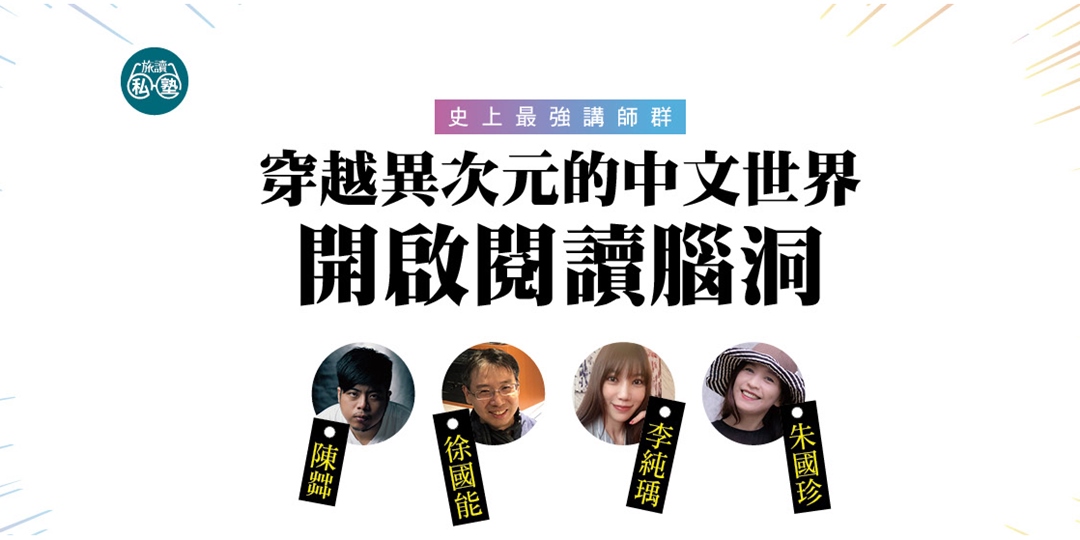 旅讀
私塾
史上最強講師群
穿越異次元的中文世界
開啟閱讀腦洞
陳茻
徐國能
李純瑀
朱國珍